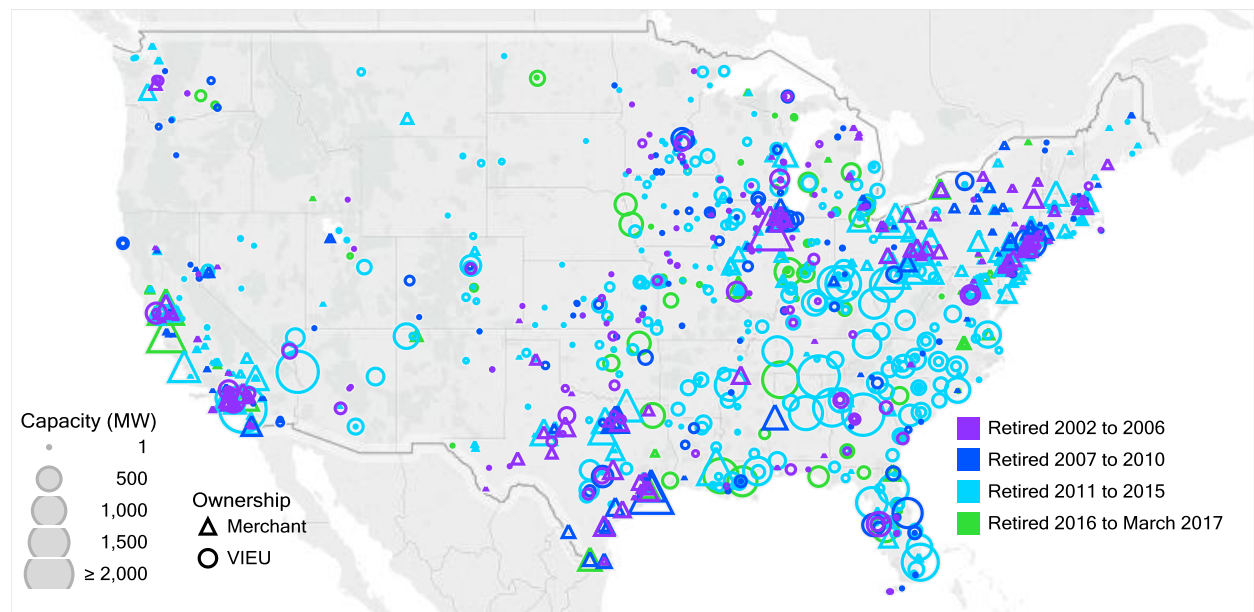 Capacity (MW)
1
500
1,000
1,500
≥ 2,000
Ownership
Merchant
VIEU
Retired 2002 to 2006
Retired 2007 to 2010
Retired 2011 to 2015
Retired 2016 to March 2017